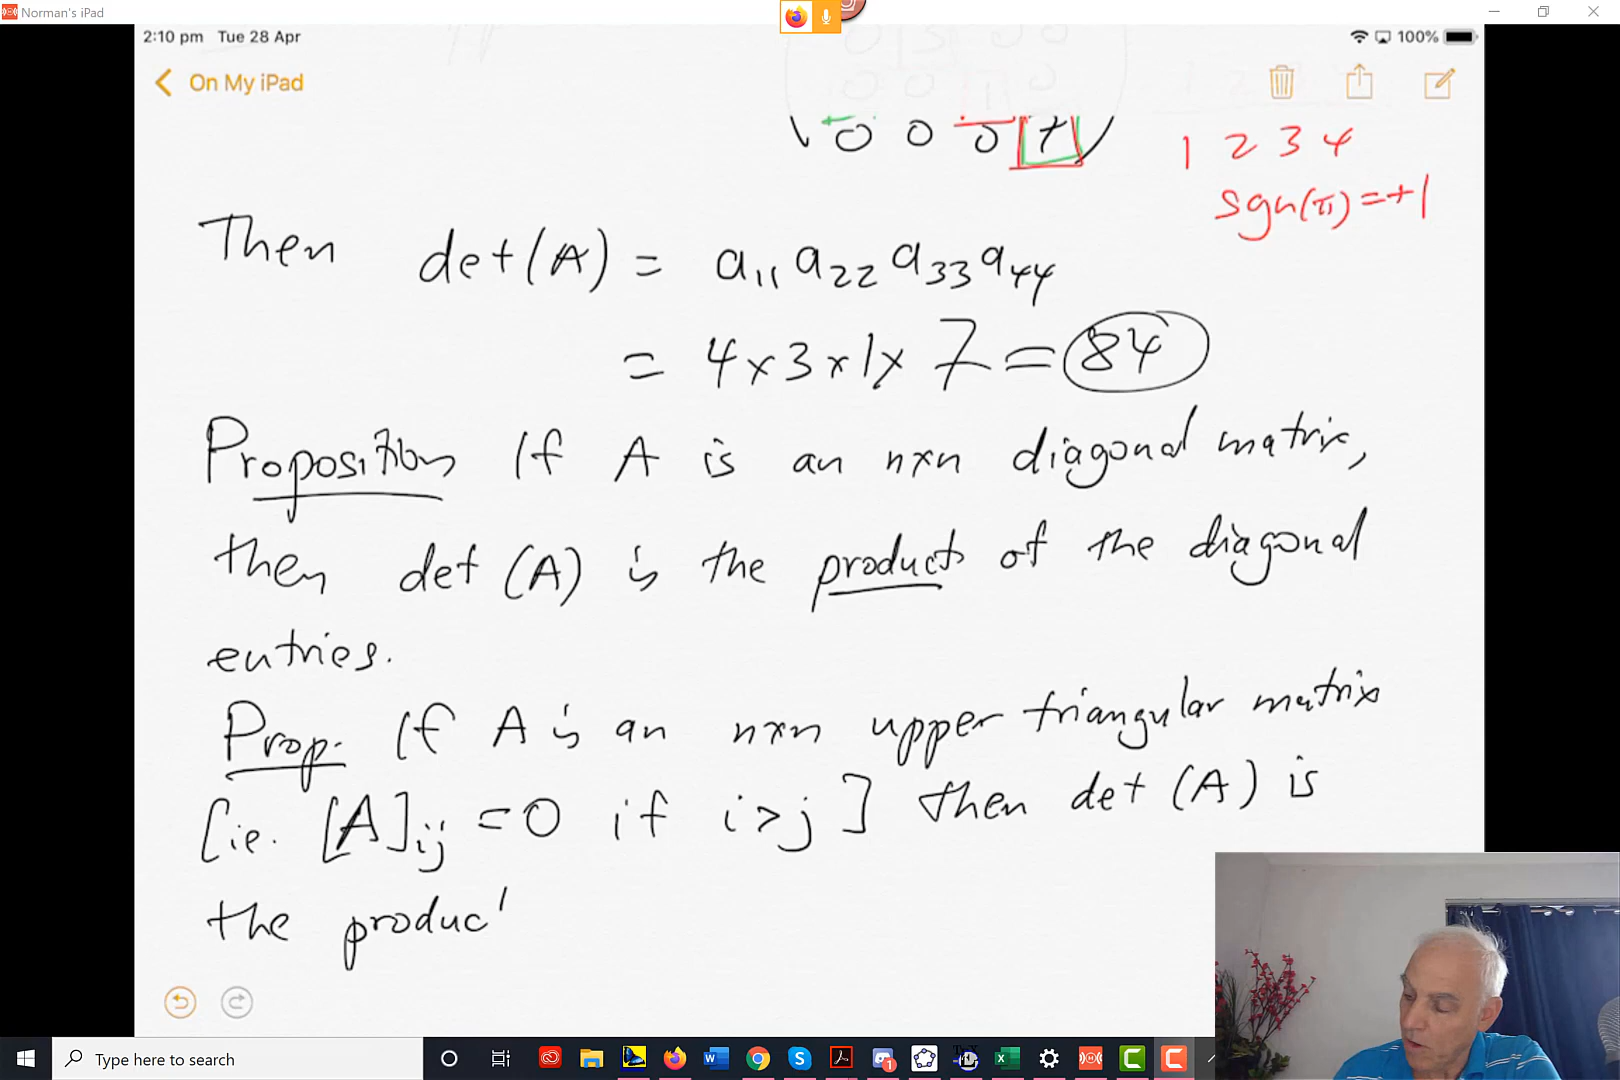 Norman's iPad
2:10 pm Tue 28 Apr
100%
On My iPad
0 0 0 7
1 2 3 4
sgn(π)=+1
Then det(A) = a₁₁ a₂₂ a₃₃ a₄₄
= 4 x 3 x 1 x 7 = 84
Proposition If A is an nxn diagonal matrix,
then det (A) is the product of the diagonal
entries.
Prop. If A is an nxn upper triangular matrix
[ie. [A]ij = 0 if i > j ] then det (A) is
the produc
Type here to search